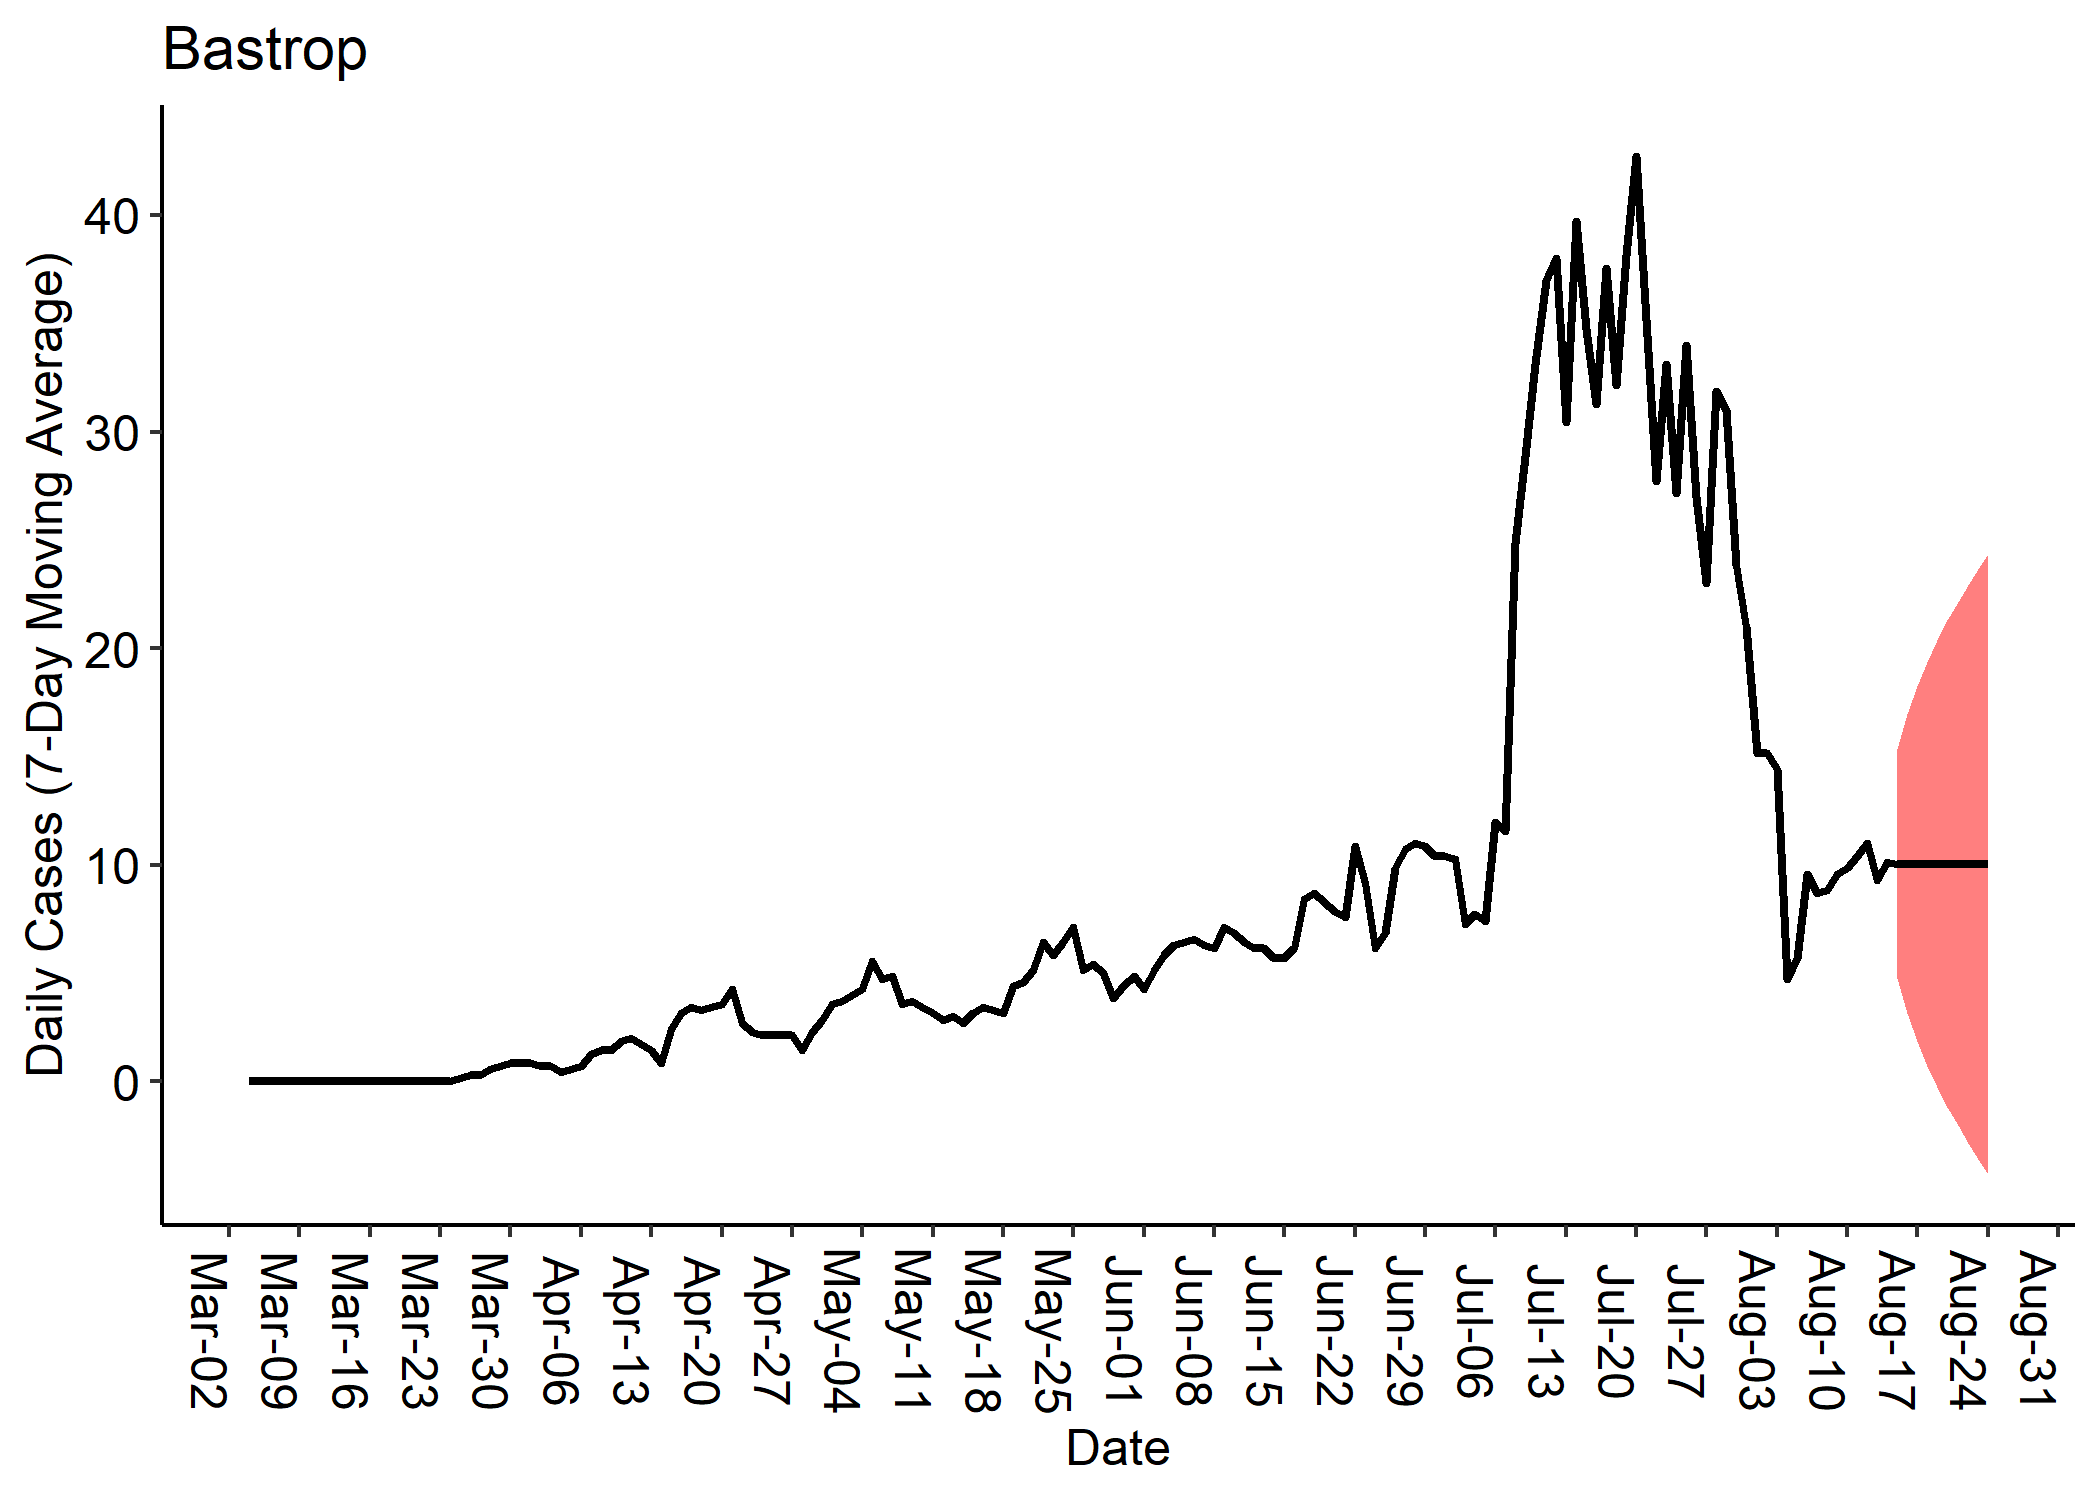 Bastrop
Daily Cases (7-Day Moving Average)
40
30
20
10
0
Mar-02
Mar-09
Mar-16
Mar-23
Mar-30
Apr-06
Apr-13
Apr-20
Apr-27
May-04
May-11
May-18
May-25
Jun-01
Jun-08
Jun-15
Jun-22
Jun-29
Jul-06
Jul-13
Jul-20
Jul-27
Aug-03
Aug-10
Aug-17
Aug-24
Aug-31
Date